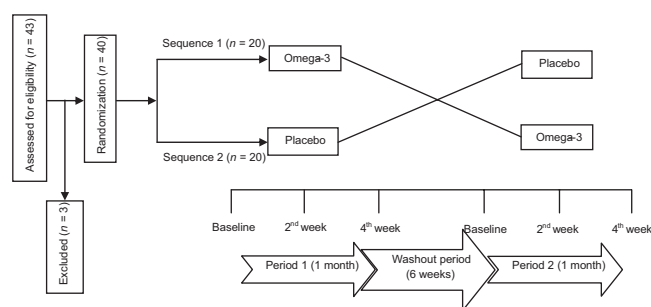 Assessed for eligibility (n = 43)
Randomization (n = 40)
Excluded (n = 3)
Sequence 1 (n = 20)
Omega-3
Placebo
Placebo
Sequence 2 (n = 20)
Omega-3
Baseline
2nd week
4th week
Baseline
2nd week
4th week
Period 1 (1 month)
Washout period
(6 weeks)
Period 2 (1 month)